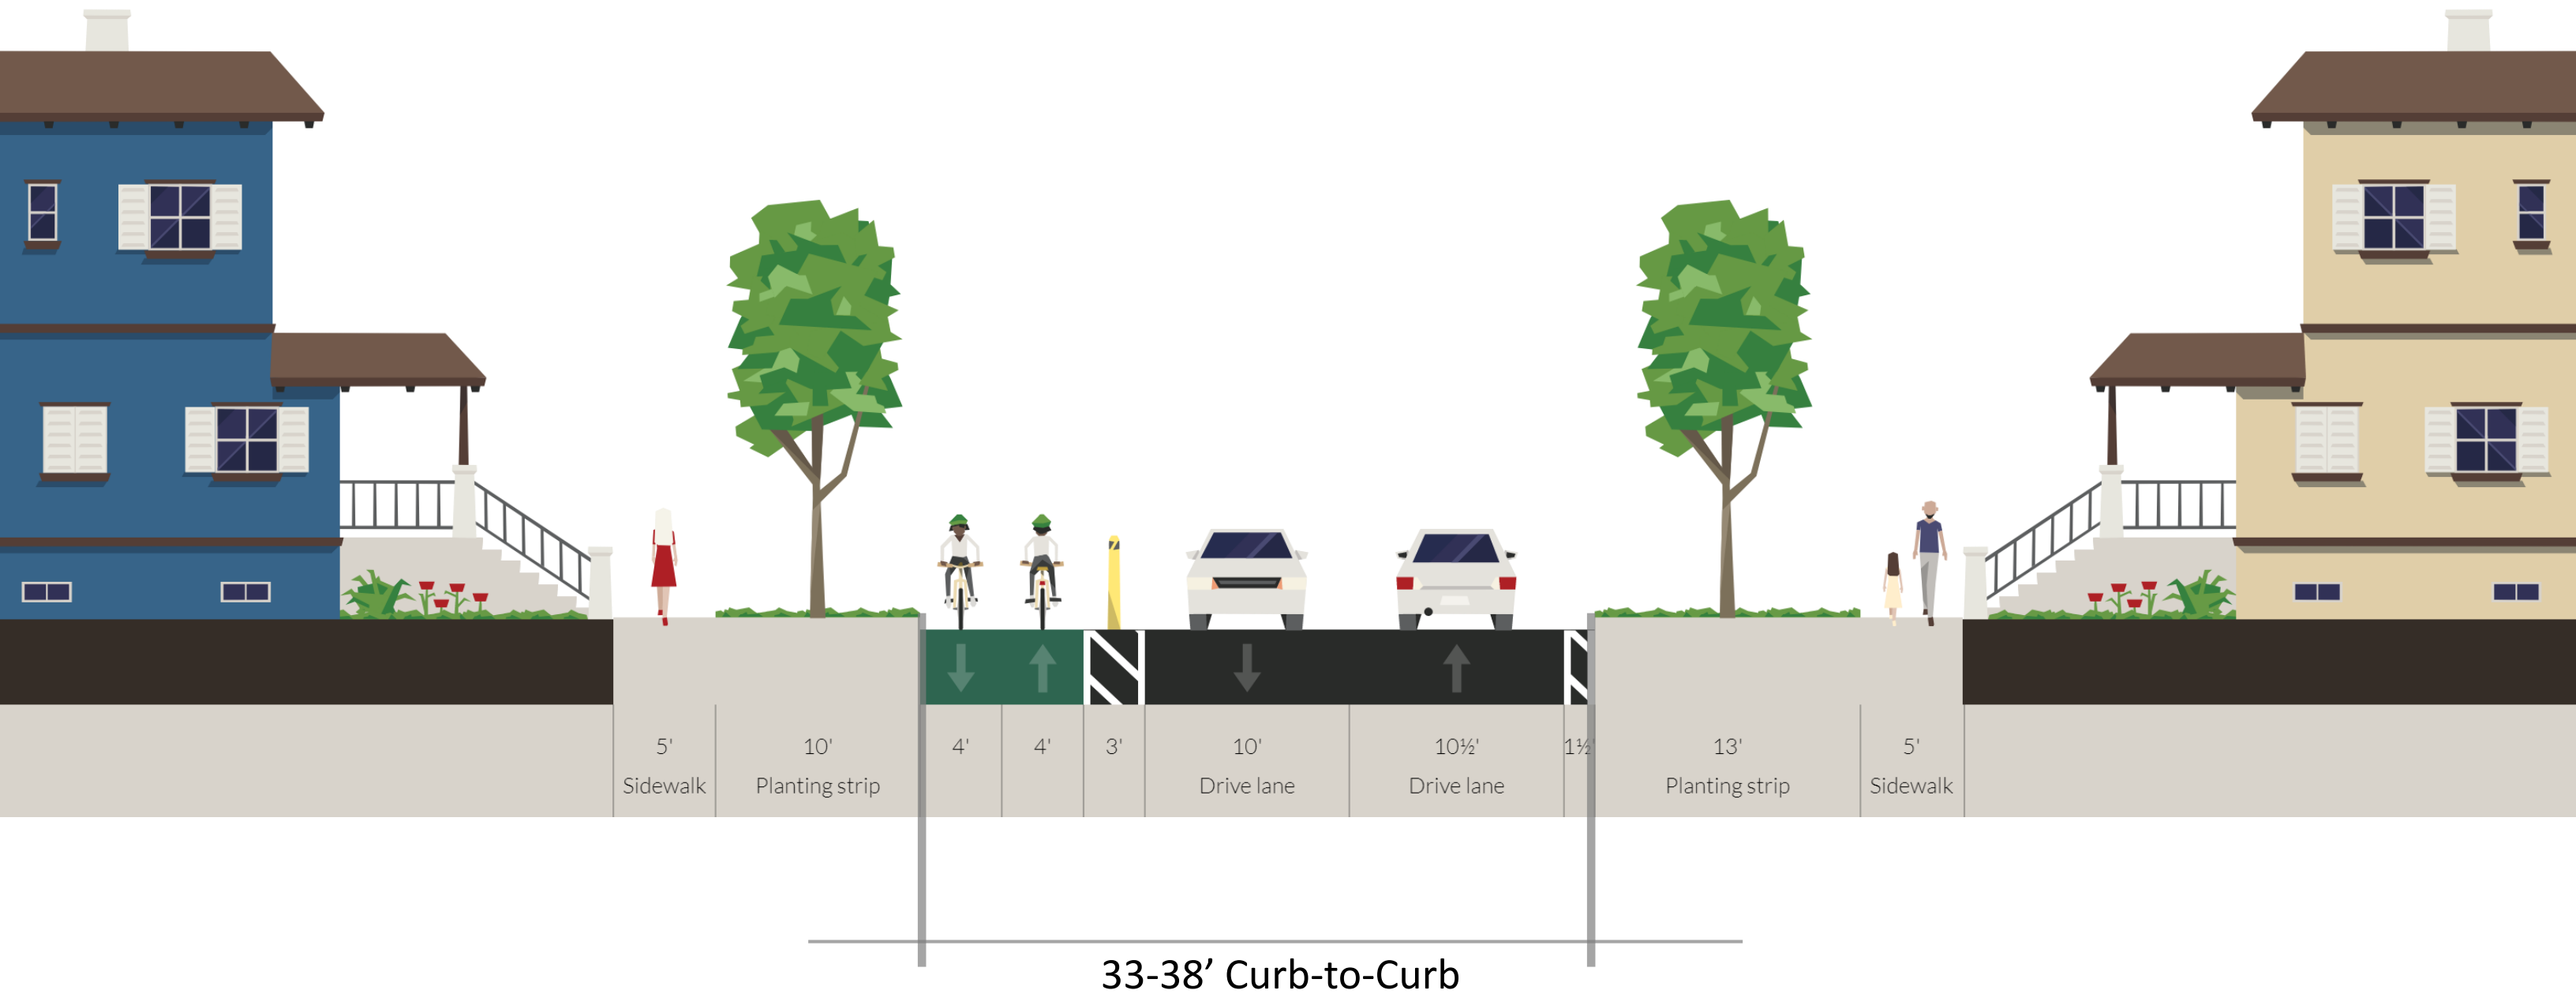 5' 10' 4' 4' 3' 10' 10½' 1½' 13' 5'
Sidewalk Planting strip Drive lane Drive lane Planting strip Sidewalk
33-38’ Curb-to-Curb